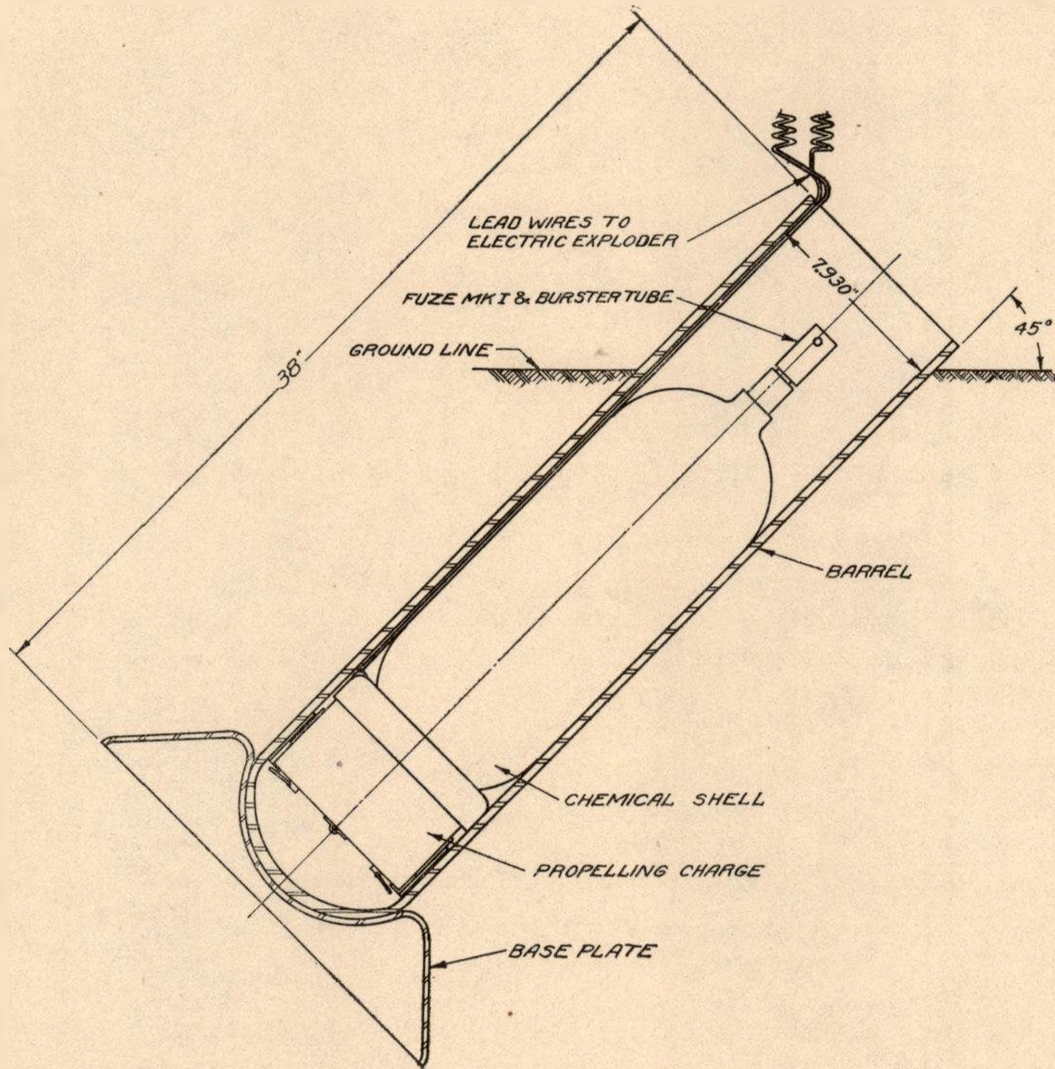 LEAD WIRES TO
ELECTRIC EXPLODER
7.930"
FUZE MK I & BURSTER TUBE
45°
GROUND LINE
38"
BARREL
CHEMICAL SHELL
PROPELLING CHARGE
BASE PLATE